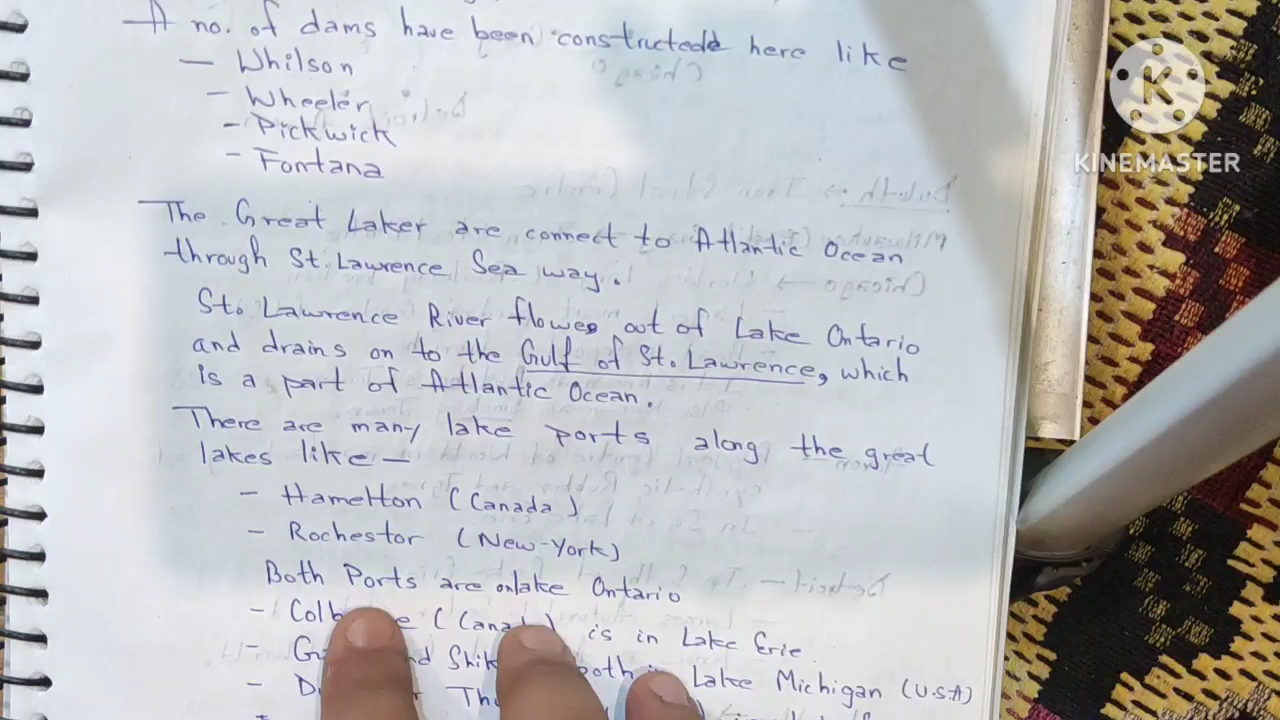 A no. of dams have been constructedd here like
— Whilson
- Wheeler
- Pickwick
- Fontana
The Great Laker are connect to Atlantic Ocean
through St. Lawrence Sea way.
St. Lawrence River flowes out of Lake Ontario
and drains on to the Gulf of St. Lawrence, which
is a part of Atlantic Ocean.
There are many lake ports along the great
lakes like —
- Hamelton (Canada)
- Rochestor (New-York)
Both Ports are on lake Ontario
- is in Lake Erie.
- both Lake Michigan (U.S.A)
KINEMASTER